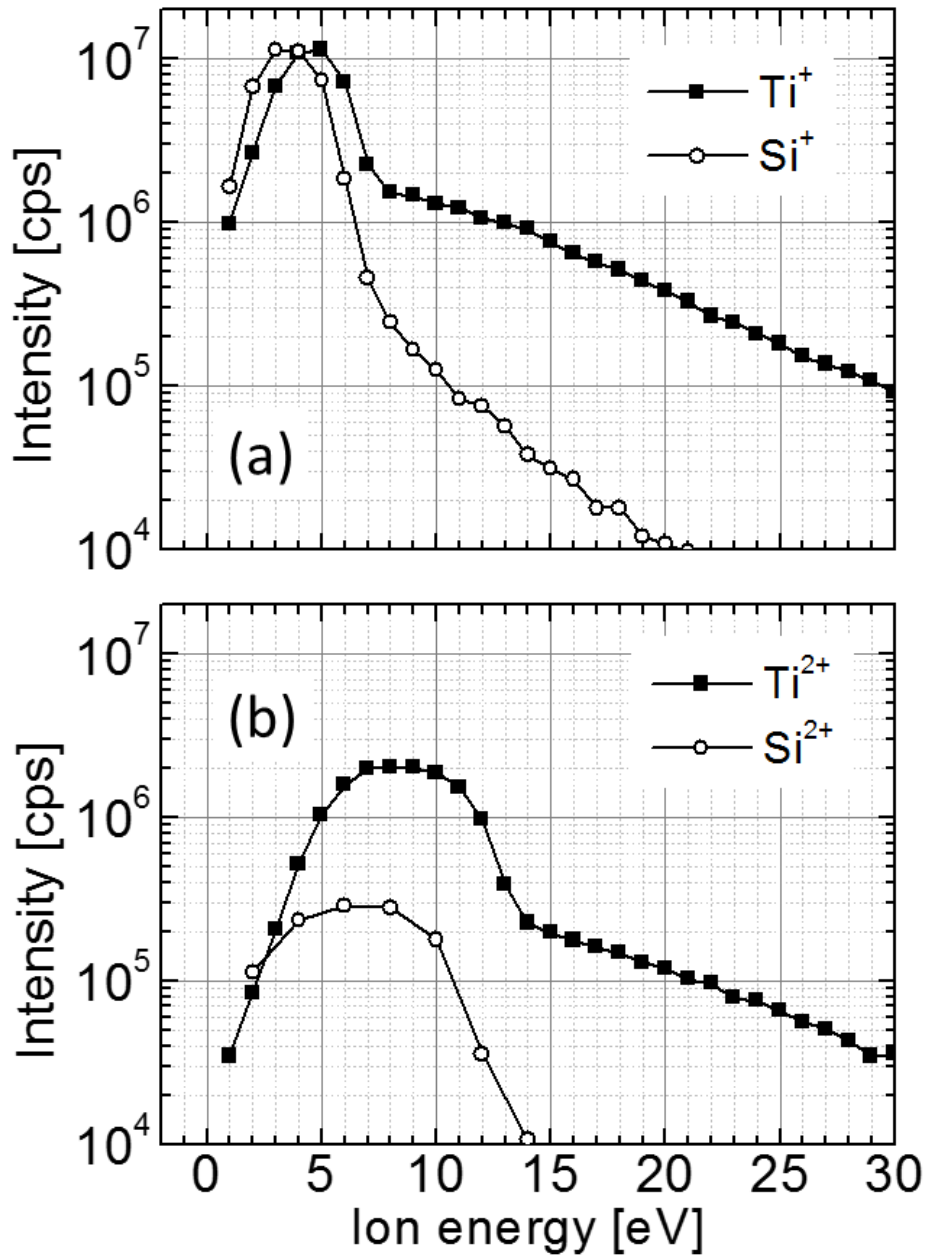 10⁷
10⁶
10⁵
10⁴
Intensity [cps]
Ti⁺
Si⁺
(a)
10⁷
10⁶
10⁵
10⁴
Intensity [cps]
Ti²⁺
Si²⁺
(b)
0 5 10 15 20 25 30
Ion energy [eV]